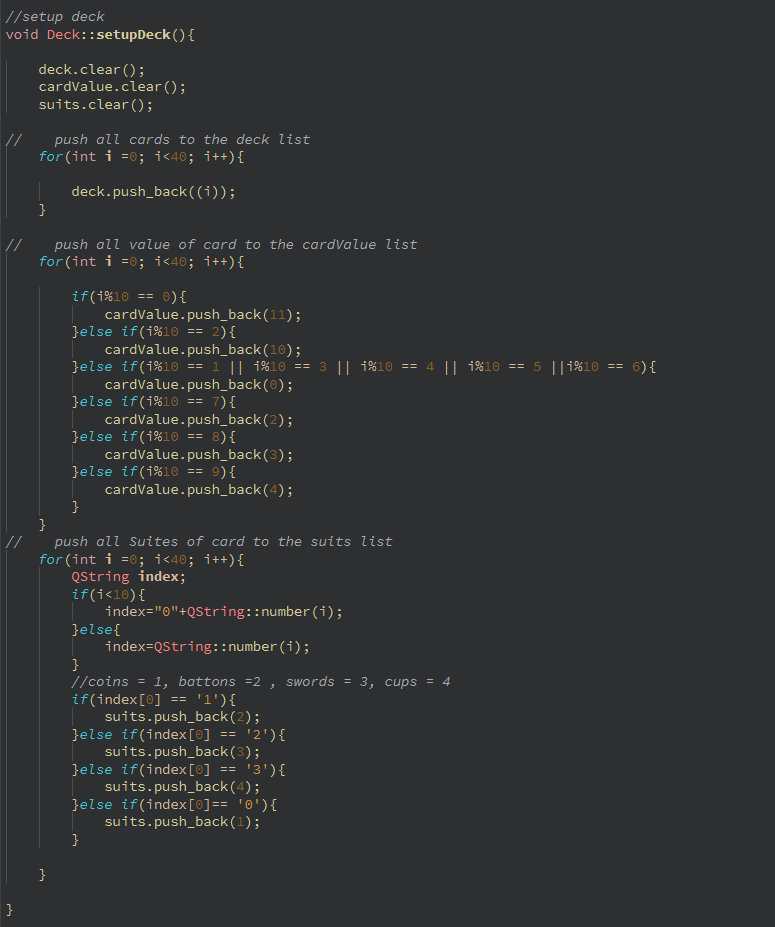 //setup deck
void Deck::setupDeck(){
deck.clear();
cardValue.clear();
suits.clear();
//    push all cards to the deck list
for(int i =0; i<40; i++){
deck.push_back((i));
}
//    push all value of card to the cardValue list
for(int i =0; i<40; i++){
if(i%10 == 0){
cardValue.push_back(11);
}else if(i%10 == 2){
cardValue.push_back(10);
}else if(i%10 == 1 || i%10 == 3 || i%10 == 4 || i%10 == 5 ||i%10 == 6){
cardValue.push_back(0);
}else if(i%10 == 7){
cardValue.push_back(2);
}else if(i%10 == 8){
cardValue.push_back(3);
}else if(i%10 == 9){
cardValue.push_back(4);
}
}
//    push all Suites of card to the suits list
for(int i =0; i<40; i++){
QString index;
if(i<10){
index="0"+QString::number(i);
}else{
index=QString::number(i);
}
//coins = 1, battons =2 , swords = 3, cups = 4
if(index[0] == '1'){
suits.push_back(2);
}else if(index[0] == '2'){
suits.push_back(3);
}else if(index[0] == '3'){
suits.push_back(4);
}else if(index[0]== '0'){
suits.push_back(1);
}
}
}